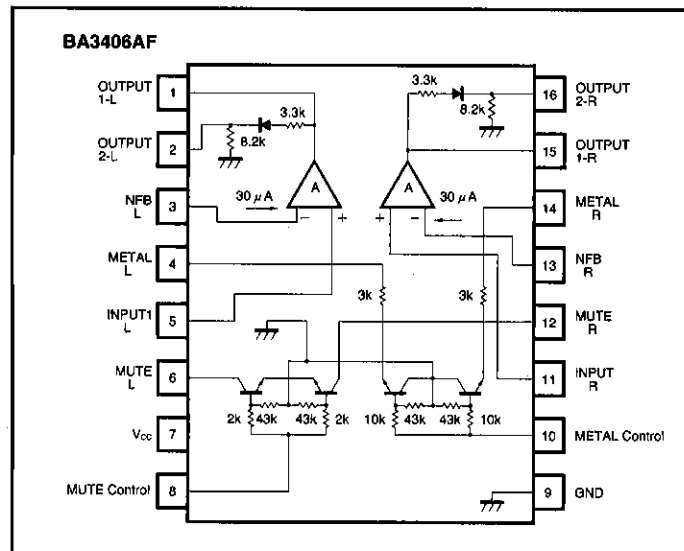 BA3406AF
OUTPUT
1-L
1
3.3k
8.2k
OUTPUT
2-L
2
3.3k
8.2k
16
OUTPUT
2-R
15
OUTPUT
1-R
A
A
NFB
L
3
30 μA
− +
+ −
30 μA
14
METAL
R
METAL
L
4
13
NFB
R
3k
3k
INPUT1
L
5
12
MUTE
R
MUTE
L
6
11
INPUT
R
2k
43k
43k
2k
10k
43k
43k
10k
Vcc
7
10
METAL Control
MUTE Control
8
9
GND